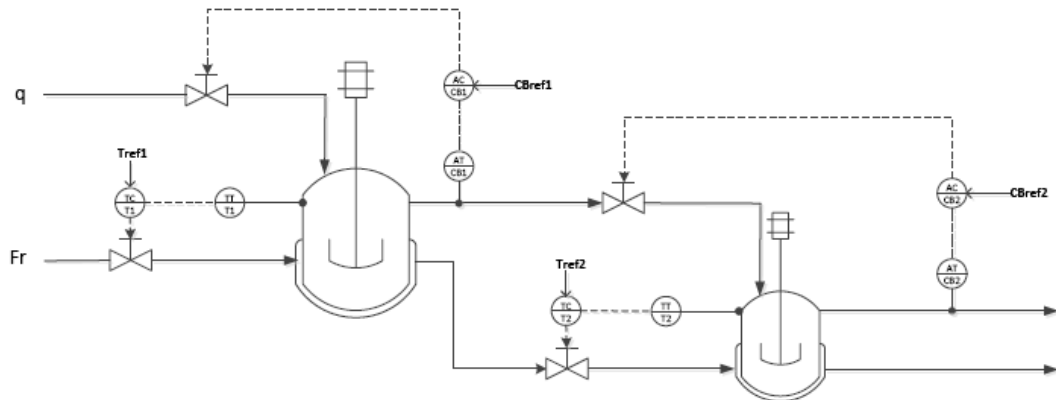 q
AC
CB1
CBref1
AT
CB1
Tref1
TC
T1
TT
T1
Fr
AC
CB2
CBref2
AT
CB2
Tref2
TC
T2
TT
T2